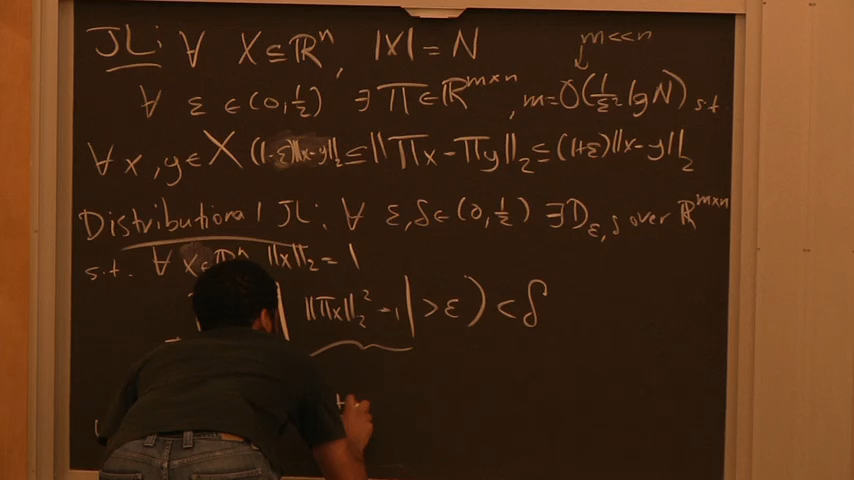 JL: ∀ X ⊆ ℝⁿ, |X| = N
m<<n
∀ ε ∈ (0, 1/2) ∃ Π ∈ ℝ^{m×n}, m = O(1/ε² lg N) s.t.
∀ x, y ∈ X (1-ε)||x-y||₂ ≤ ||Πx - Πy||₂ ≤ (1+ε)||x-y||₂
Distributional JL: ∀ ε, δ ∈ (0, 1/2) ∃ D_{ε,δ} over ℝ^{m×n}
s.t. ∀ x ∈ ℝⁿ ||x||₂ = 1
| ||Πx||₂² - 1 | > ε) < δ